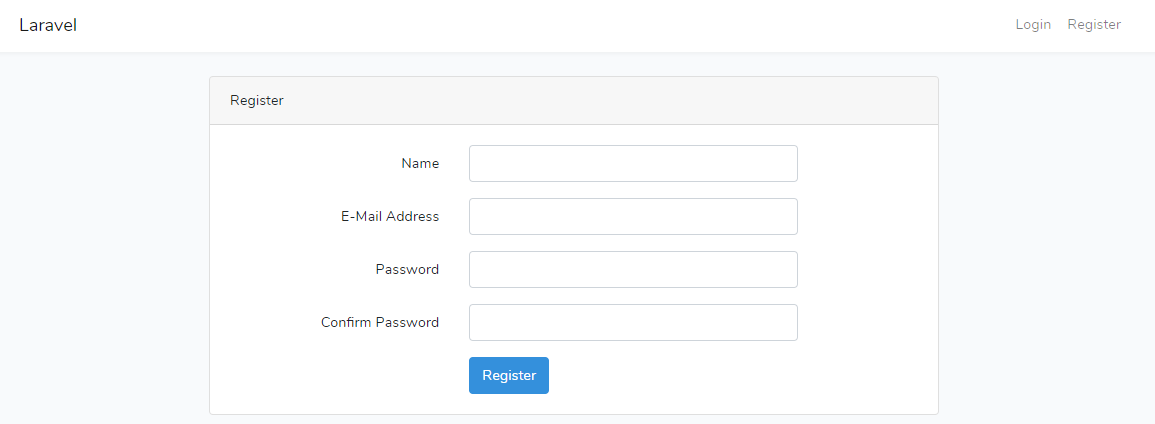 Laravel
Login Register
Register
Name
E-Mail Address
Password
Confirm Password
Register